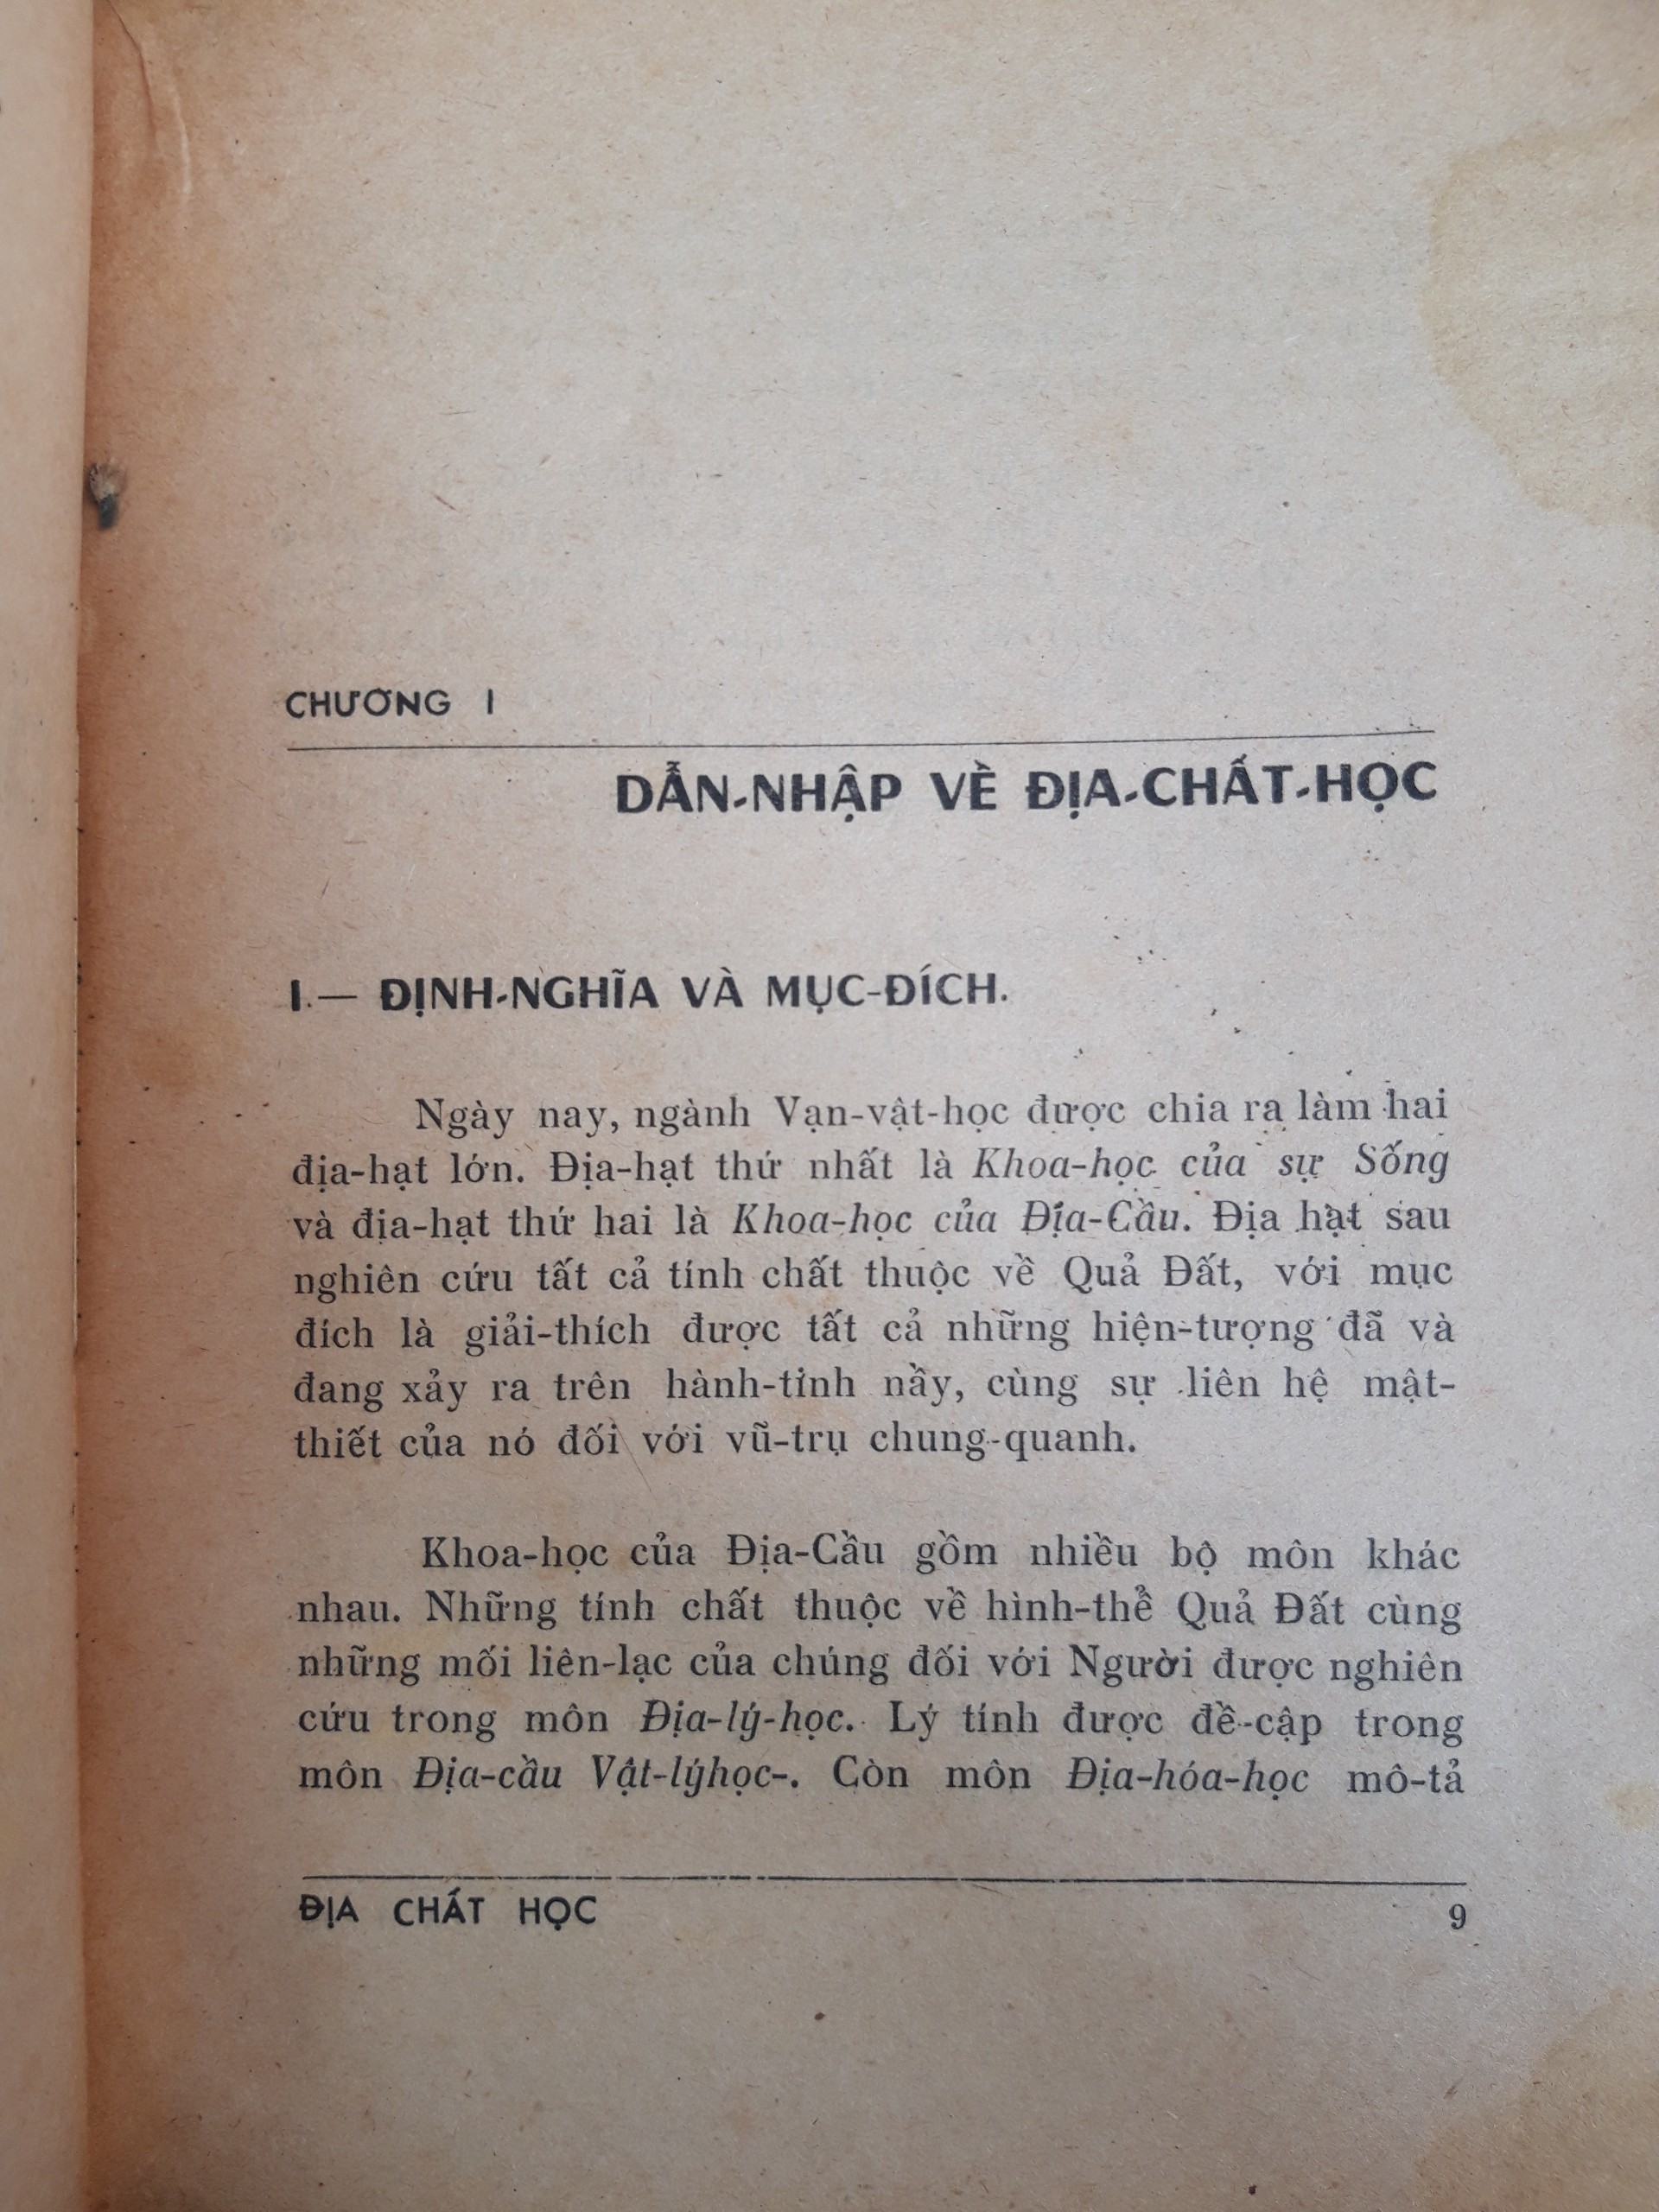 CHƯƠNG I
DẪN-NHẬP VỀ ĐỊA-CHẤT-HỌC
I.— ĐỊNH-NGHĨA VÀ MỤC-ĐÍCH.
Ngày nay, ngành Vạn-vật-học được chia ra làm hai
địa-hạt lớn. Địa-hạt thứ nhất là Khoa-học của sự Sống
và địa-hạt thứ hai là Khoa-học của Địa-Cầu. Địa hạt sau
nghiên cứu tất cả tính chất thuộc về Quả Đất, với mục
đích là giải-thích được tất cả những hiện-tượng đã và
đang xảy ra trên hành-tinh nầy, cùng sự liên hệ mật-
thiết của nó đối với vũ-trụ chung-quanh.
Khoa-học của Địa-Cầu gồm nhiều bộ môn khác
nhau. Những tính chất thuộc về hình-thể Quả Đất cùng
những mối liên-lạc của chúng đối với Người được nghiên
cứu trong môn Địa-lý-học. Lý tính được đề-cập trong
môn Địa-cầu Vật-lýhọc-. Còn môn Địa-hóa-học mô-tả
ĐỊA CHẤT HỌC 9